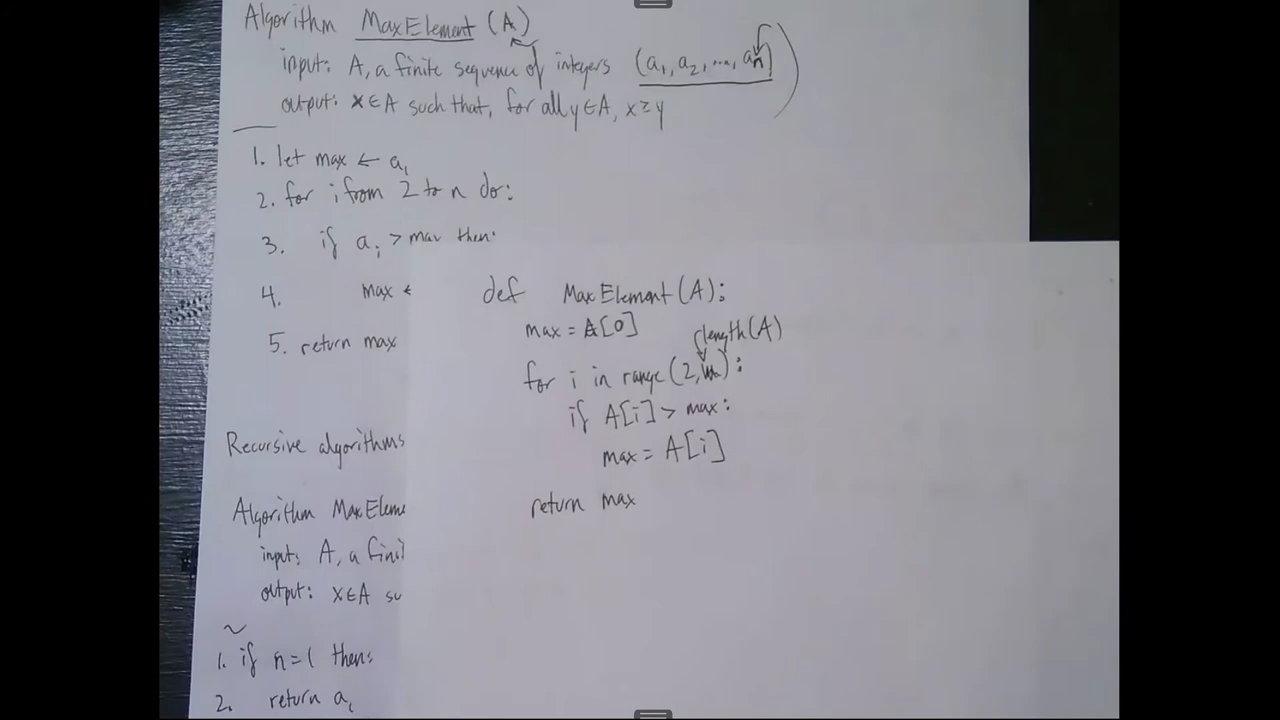 Algorithm MaxElement (A)
input: A, a finite sequence of integers (a₁, a₂, ..., aₙ)
output: x ∈ A such that, for all y ∈ A, x ≥ y
1. let max ← a₁
2. for i from 2 to n do:
3. if aᵢ > max then:
4. max ←
5. return max
Recursive algorithms
Algorithm MaxEleme
input: A, a fini
output: x ∈ A su
1. if n = 1 then:
2. return a₁
def MaxElement (A):
max = A[0]
length(A)
for i in range (2, ):
if A[i] > max:
max = A[i]
return max